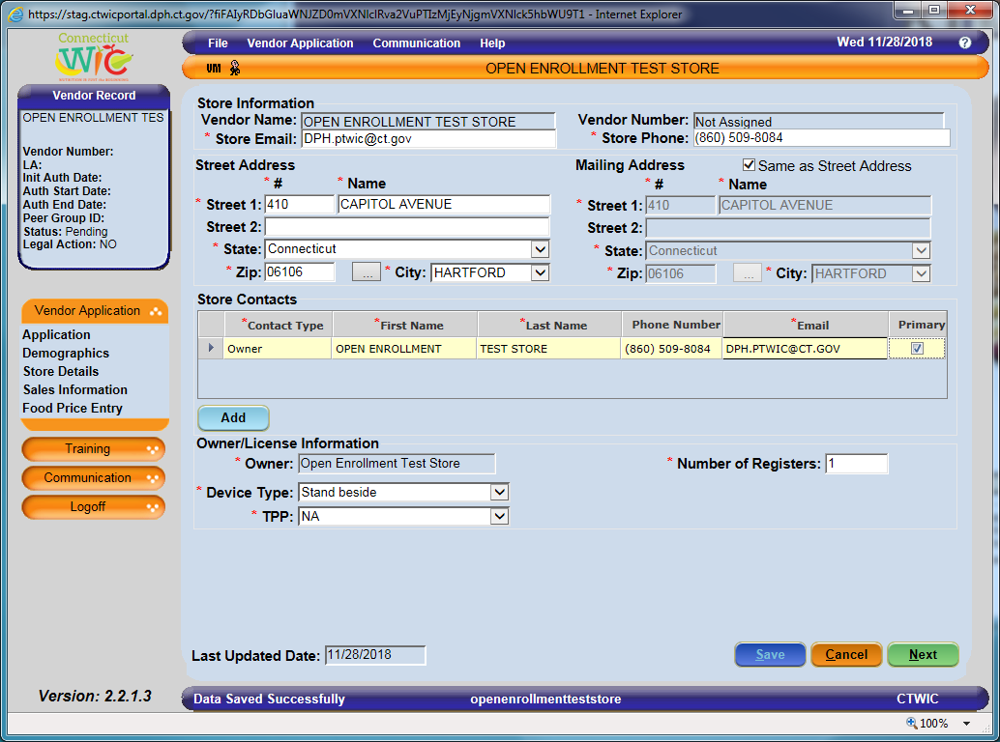 https://stag.ctwicportal.dph.ct.gov/?fiFAIyRDbGluaWNJZD0mVXNlclRva2VuPTIzMjEyNjgmVXNlck5hbWU9T1 - Internet Explorer
Connecticut
WIC
File Vendor Application Communication Help Wed 11/28/2018 ?
VMI OPEN ENROLLMENT TEST STORE
Vendor Record
OPEN ENROLLMENT TES
Vendor Number:
LA:
Init Auth Date:
Auth Start Date:
Auth End Date:
Peer Group ID:
Status: Pending
Legal Action: NO
Vendor Application
Application
Demographics
Store Details
Sales Information
Food Price Entry
Training
Communication
Logoff
Version: 2.2.1.3
Store Information
Vendor Name: OPEN ENROLLMENT TEST STORE Vendor Number: Not Assigned
* Store Email: DPH.ptwic@ct.gov * Store Phone: (860) 509-8084
Street Address Mailing Address Same as Street Address
* # * Name * # * Name
* Street 1: 410 CAPITOL AVENUE * Street 1: 410 CAPITOL AVENUE
Street 2: Street 2:
* State: Connecticut * State: Connecticut
* Zip: 06106 ... * City: HARTFORD * Zip: 06106 ... * City: HARTFORD
Store Contacts
*Contact Type *First Name *Last Name Phone Number *Email Primary
Owner OPEN ENROLLMENT TEST STORE (860) 509-8084 DPH.PTWIC@CT.GOV
Add
Owner/License Information
* Owner: Open Enrollment Test Store * Number of Registers: 1
* Device Type: Stand beside
* TPP: NA
Last Updated Date: 11/28/2018 Save Cancel Next
Data Saved Successfully openenrollmentteststore CTWIC
100%